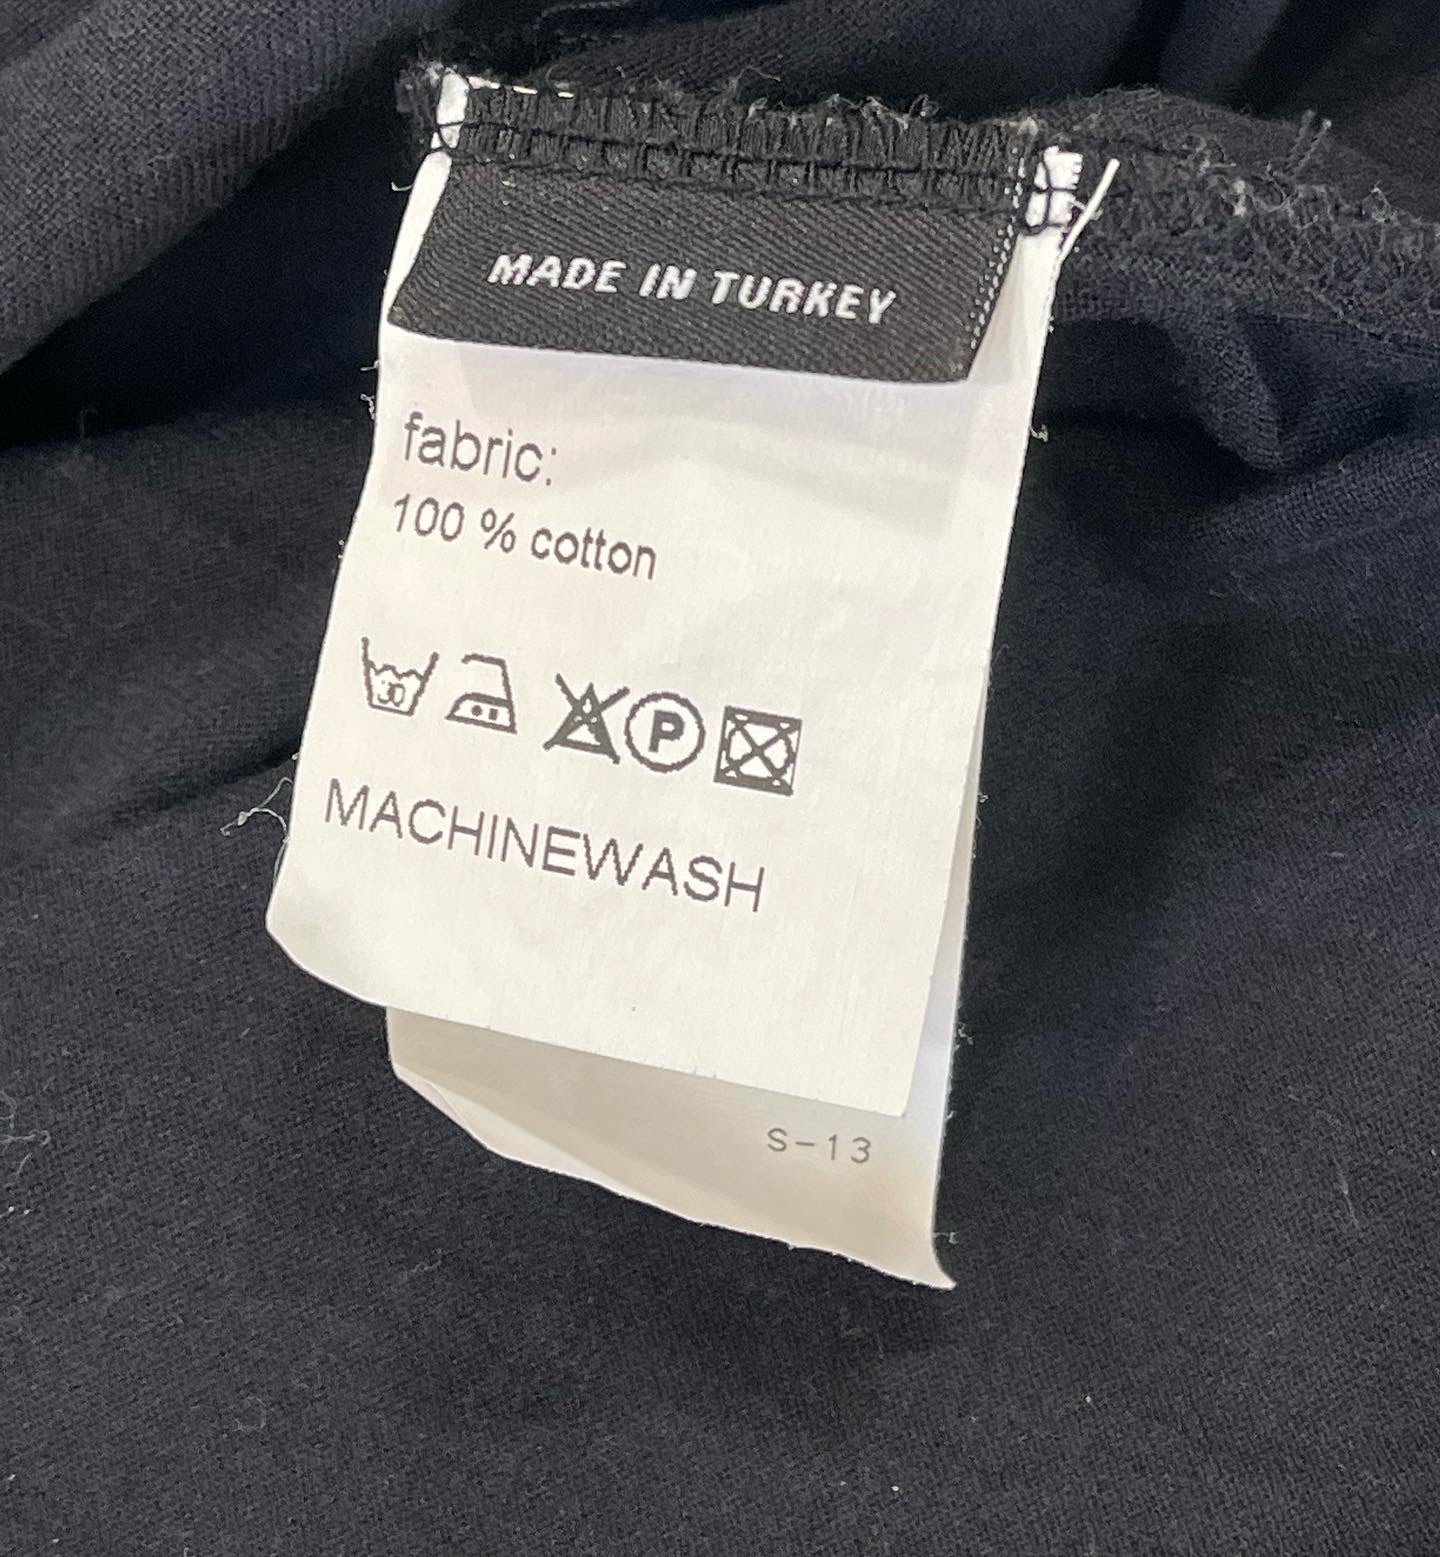 MADE IN TURKEY
fabric:
100 % cotton
30
P
MACHINEWASH
S-13